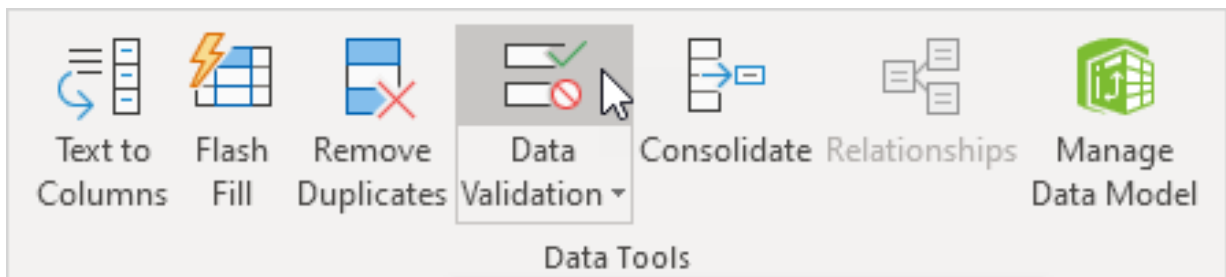 Text to Flash Remove Data Consolidate Relationships Manage
Columns Fill Duplicates Validation Data Model
Data Tools